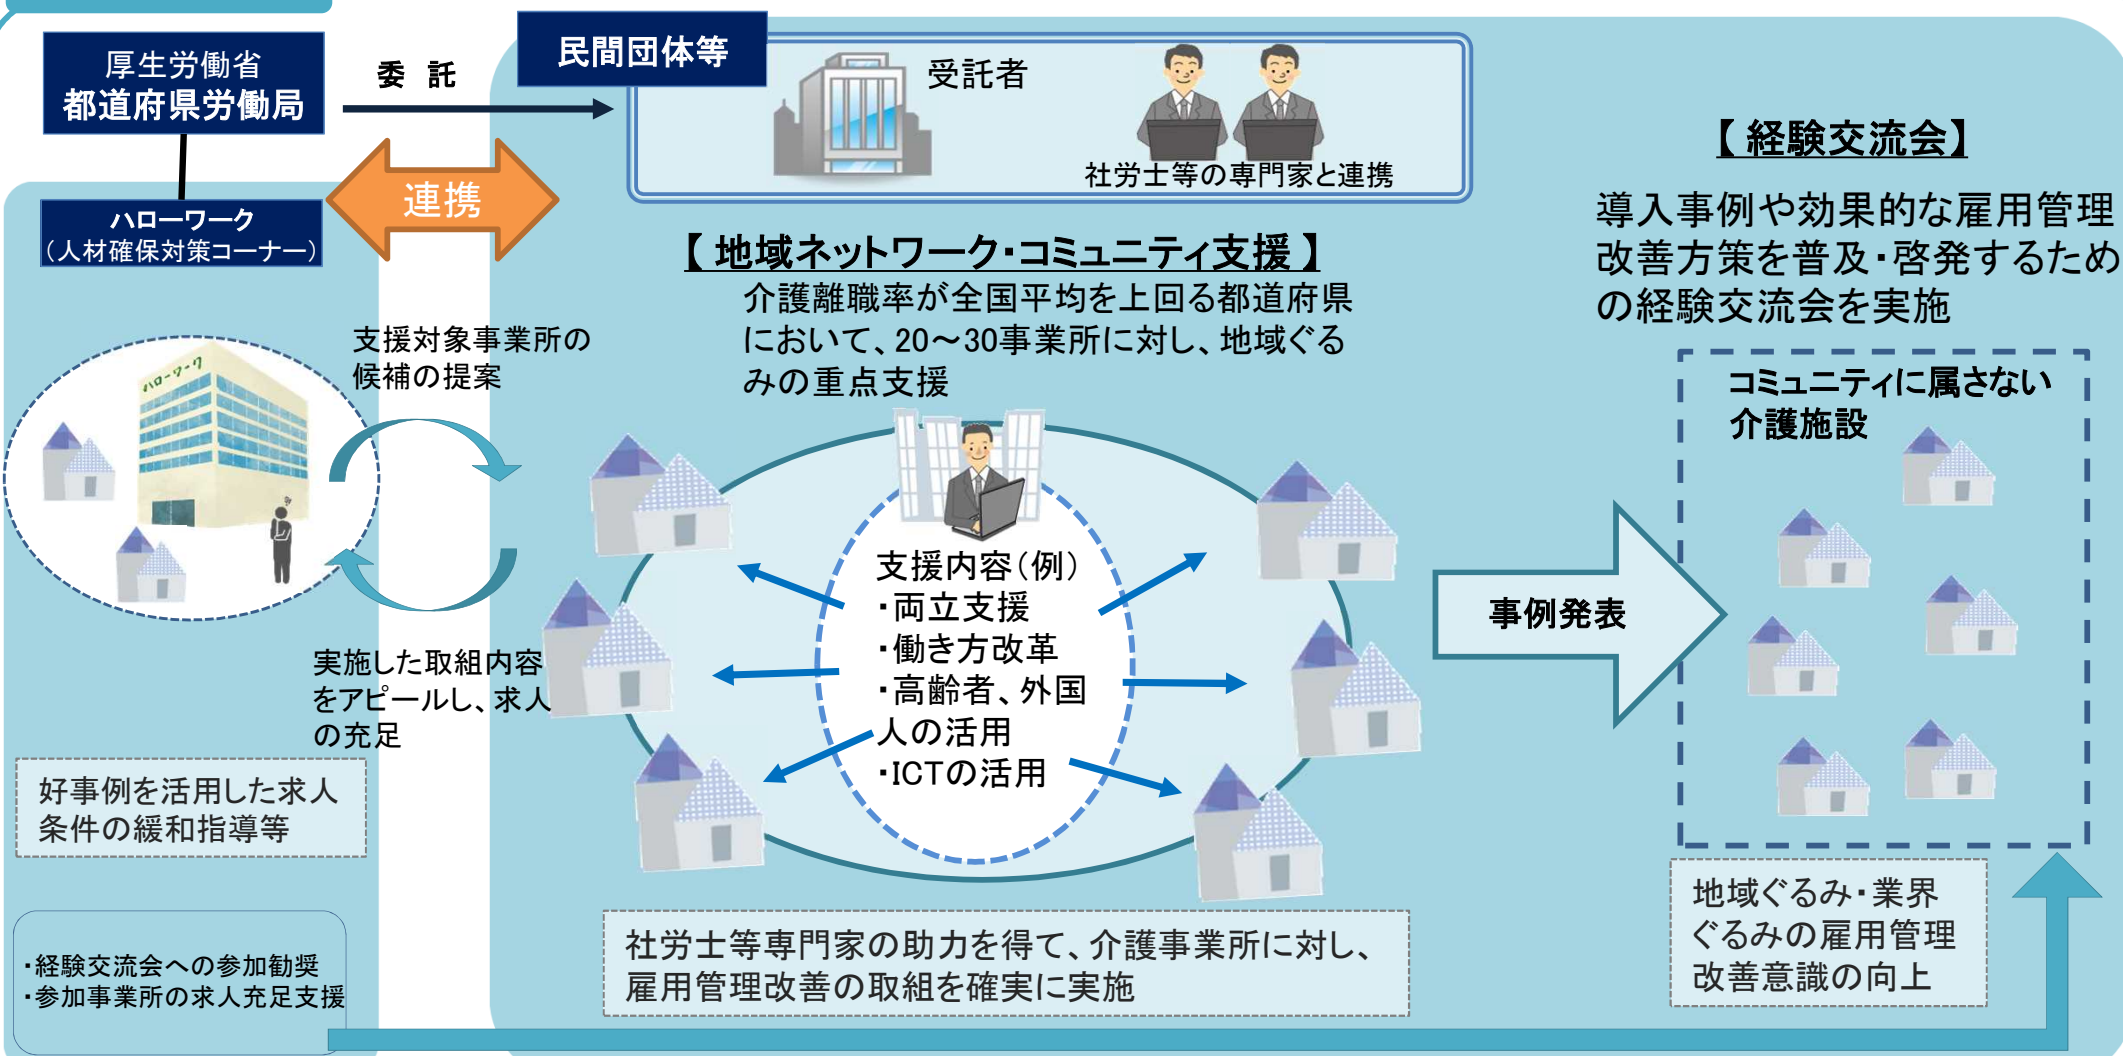 厚生労働省
都道府県労働局
委 託
民間団体等
受託者
社労士等の専門家と連携
連携
ハローワーク
（人材確保対策コーナー）
【 経験交流会】
導入事例や効果的な雇用管理
改善方策を普及・啓発するため
の経験交流会を実施
【 地域ネットワーク・コミュニティ支援 】
介護離職率が全国平均を上回る都道府県
において、20～30事業所に対し、地域ぐる
みの重点支援
支援対象事業所の
候補の提案
ハローワーク
コミュニティに属さない
介護施設
支援内容（例）
・両立支援
・働き方改革
・高齢者、外国
人の活用
・ICTの活用
事例発表
実施した取組内容
をアピールし、求人
の充足
好事例を活用した求人
条件の緩和指導等
地域ぐるみ・業界
ぐるみの雇用管理
改善意識の向上
社労士等専門家の助力を得て、介護事業所に対し、
雇用管理改善の取組を確実に実施
・経験交流会への参加勧奨
・参加事業所の求人充足支援